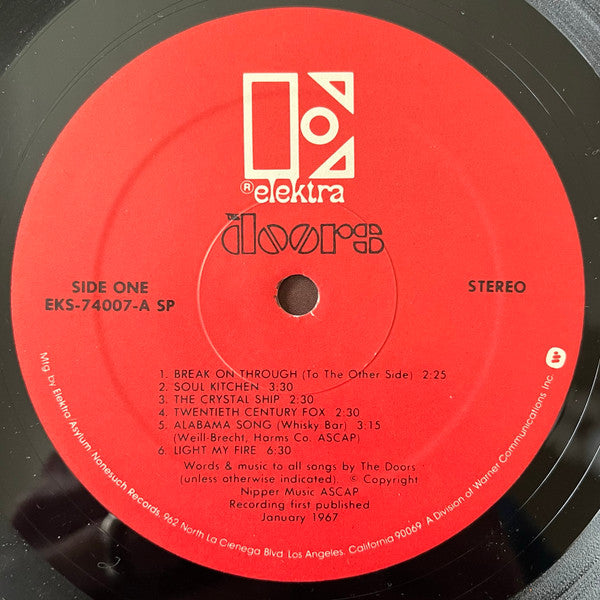 ® elektra
THE
doors
SIDE ONE
EKS-74007-A SP
STEREO
1. BREAK ON THROUGH (To The Other Side) 2:25
2. SOUL KITCHEN 3:30
3. THE CRYSTAL SHIP 2:30
4. TWENTIETH CENTURY FOX 2:30
5. ALABAMA SONG (Whisky Bar) 3:15
(Weill-Brecht, Harms Co. ASCAP)
6. LIGHT MY FIRE 6:30
Words & music to all songs by The Doors
(unless otherwise indicated). © Copyright
Nipper Music ASCAP
Recording first published
January 1967
Mfg by Elektra/Asylum/Nonesuch Records, 962 North La Cienega Blvd. Los Angeles, California 90069 A Division of Warner Communications Inc. W